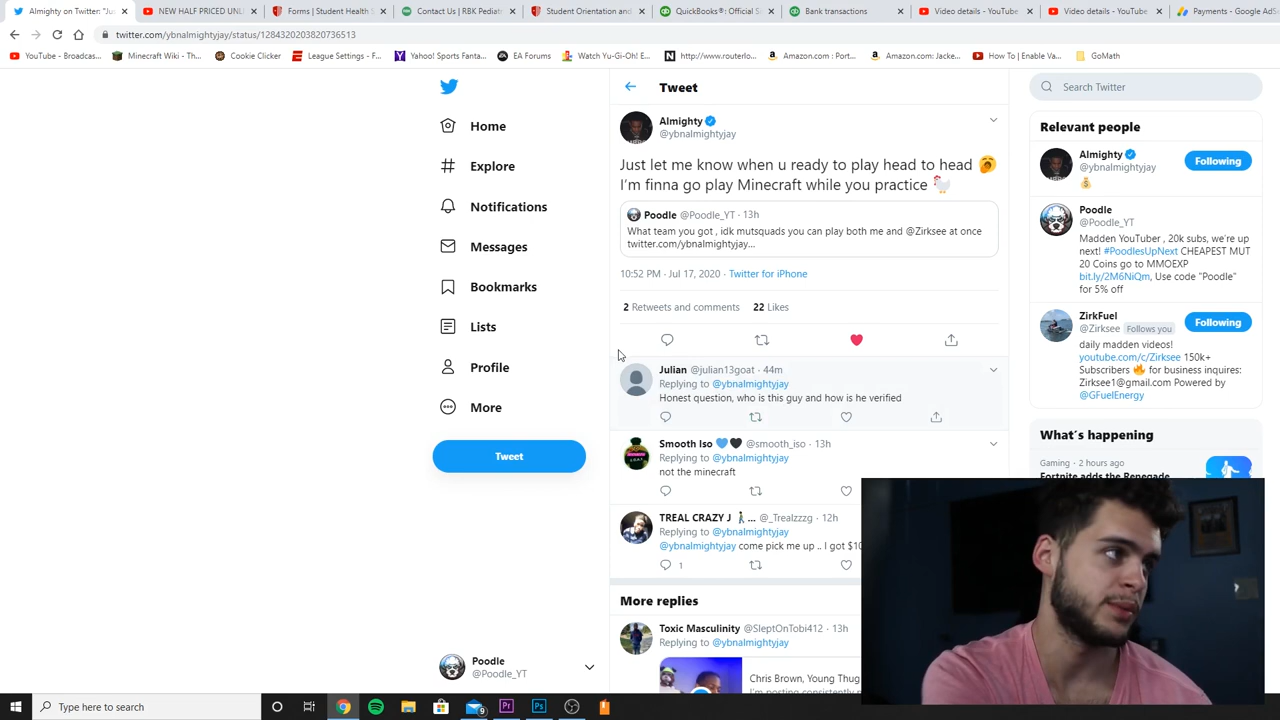 Almighty on Twitter: "Ju
NEW HALF PRICED UN
Forms | Student Health S
Contact Us | RBK Pediatr
Student Orientation and
QuickBooks®: Official S
Bank transactions
Video details - YouTube
Video details - YouTube
Payments - Google AdS
twitter.com/ybnalmightyjay/status/1284320203820736513
YouTube - Broadcas...
Minecraft Wiki - Th...
Cookie Clicker
League Settings - F...
Yahoo! Sports Fanta...
EA Forums
Watch Yu-Gi-Oh! E...
http://www.routerlo...
Amazon.com : Port...
Amazon.com: Jacke...
How To | Enable Va...
GoMath
Home
Explore
Notifications
Messages
Bookmarks
Lists
Profile
More
Tweet
Poodle
@Poodle_YT
Tweet
Almighty
@ybnalmightyjay
Just let me know when u ready to play head to head 🥱
I'm finna go play Minecraft while you practice 🐓
Poodle @Poodle_YT · 13h
What team you got , idk mutsquads you can play both me and @Zirksee at once
twitter.com/ybnalmightyjay...
10:52 PM · Jul 17, 2020 · Twitter for iPhone
2 Retweets and comments 22 Likes
Julian @julian13goat · 44m
Replying to @ybnalmightyjay
Honest question, who is this guy and how is he verified
Smooth Iso 💙🖤 @smooth_iso · 13h
Replying to @ybnalmightyjay
not the minecraft
TREAL CRAZY J 🚶... @_Trealzzzg · 12h
Replying to @ybnalmightyjay
@ybnalmightyjay come pick me up .. I got $10
1
More replies
Toxic Masculinity @SleptOnTobi412 · 13h
Replying to @ybnalmightyjay
Chris Brown, Young Thug
I'm posting consistently
Search Twitter
Relevant people
Almighty
@ybnalmightyjay
Following
💰
Poodle
@Poodle_YT
Madden YouTuber , 20k subs, we're up
next! #PoodlesUpNext CHEAPEST MUT
20 Coins go to MMOEXP
bit.ly/2M6NiQm, Use code "Poodle"
for 5% off
ZirkFuel
@Zirksee Follows you
Following
daily madden videos!
youtube.com/c/Zirksee 150k+
Subscribers 🔥 for business inquires:
Zirksee1@gmail.com Powered by
@GFuelEnergy
What's happening
Gaming · 2 hours ago
Fortnite adds the Renegade
Type here to search
9
Pr
Ps